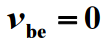 v_be = 0